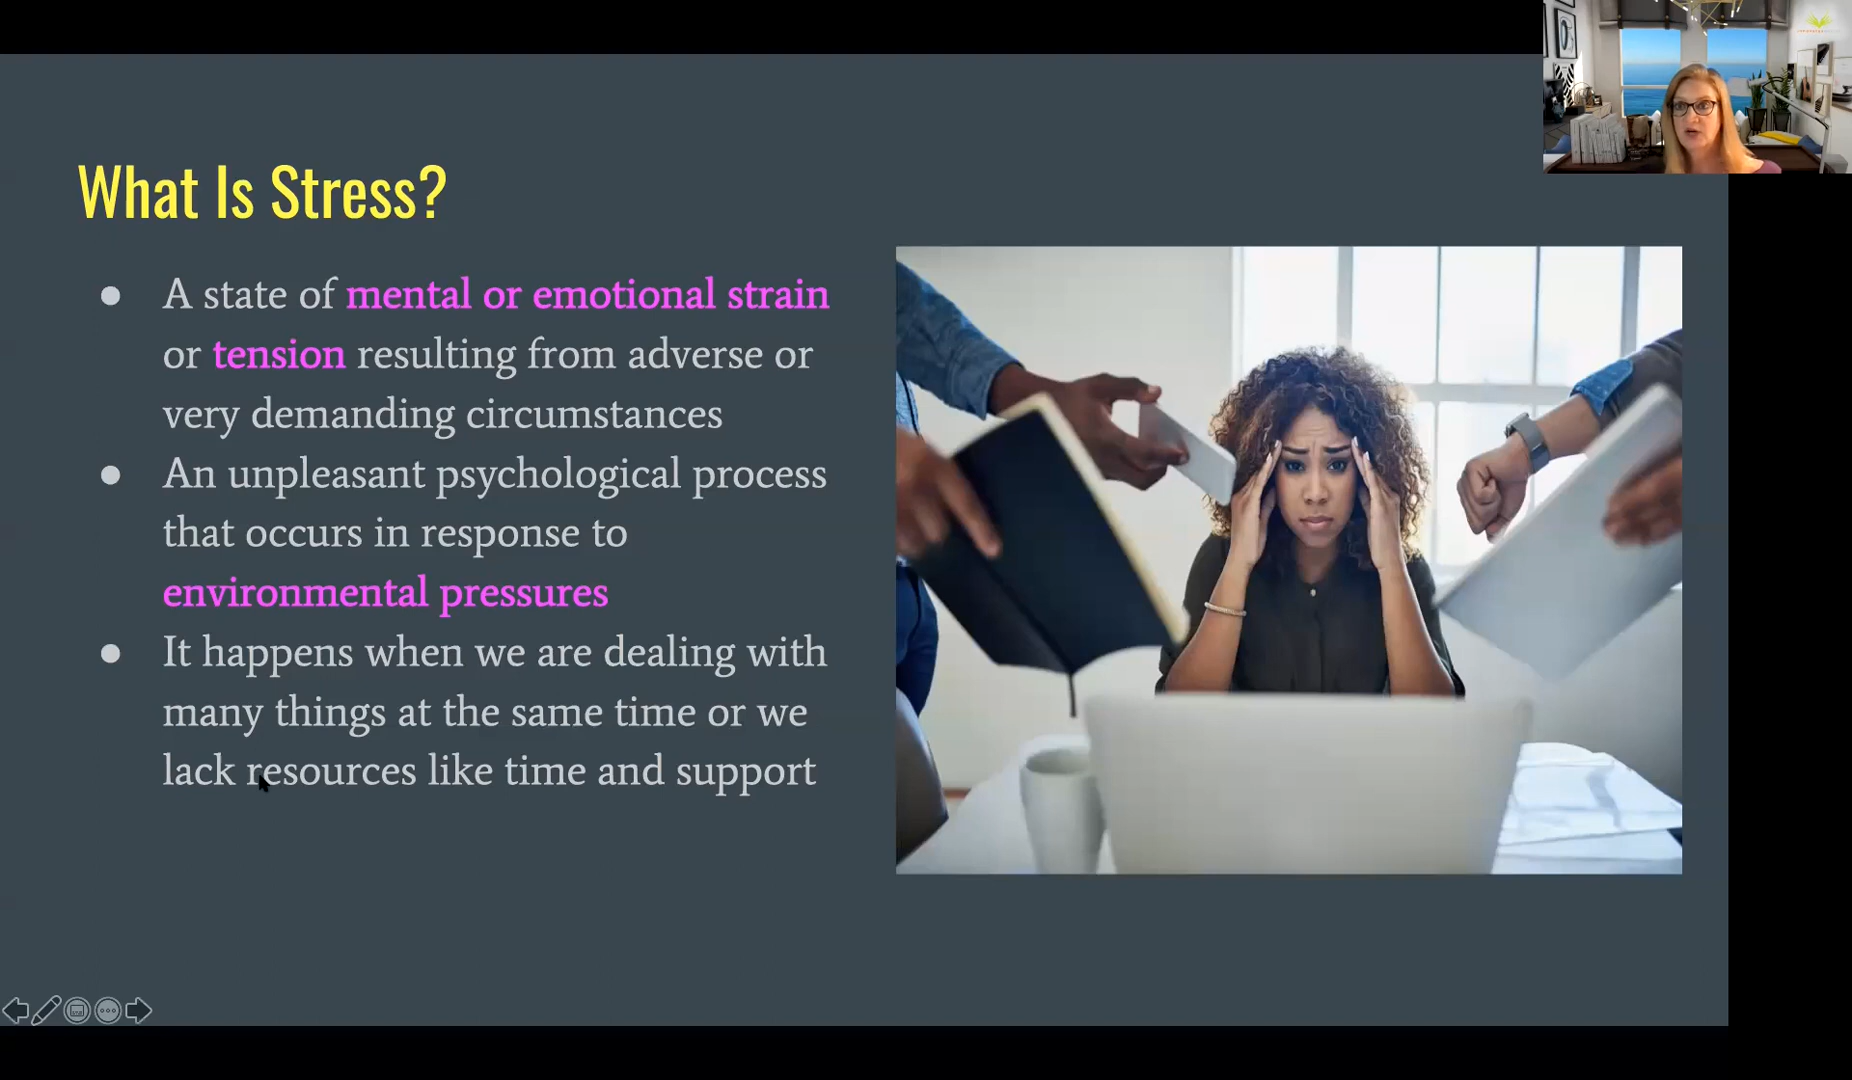 What Is Stress?
● A state of mental or emotional strain
or tension resulting from adverse or
very demanding circumstances
● An unpleasant psychological process
that occurs in response to
environmental pressures
● It happens when we are dealing with
many things at the same time or we
lack resources like time and support